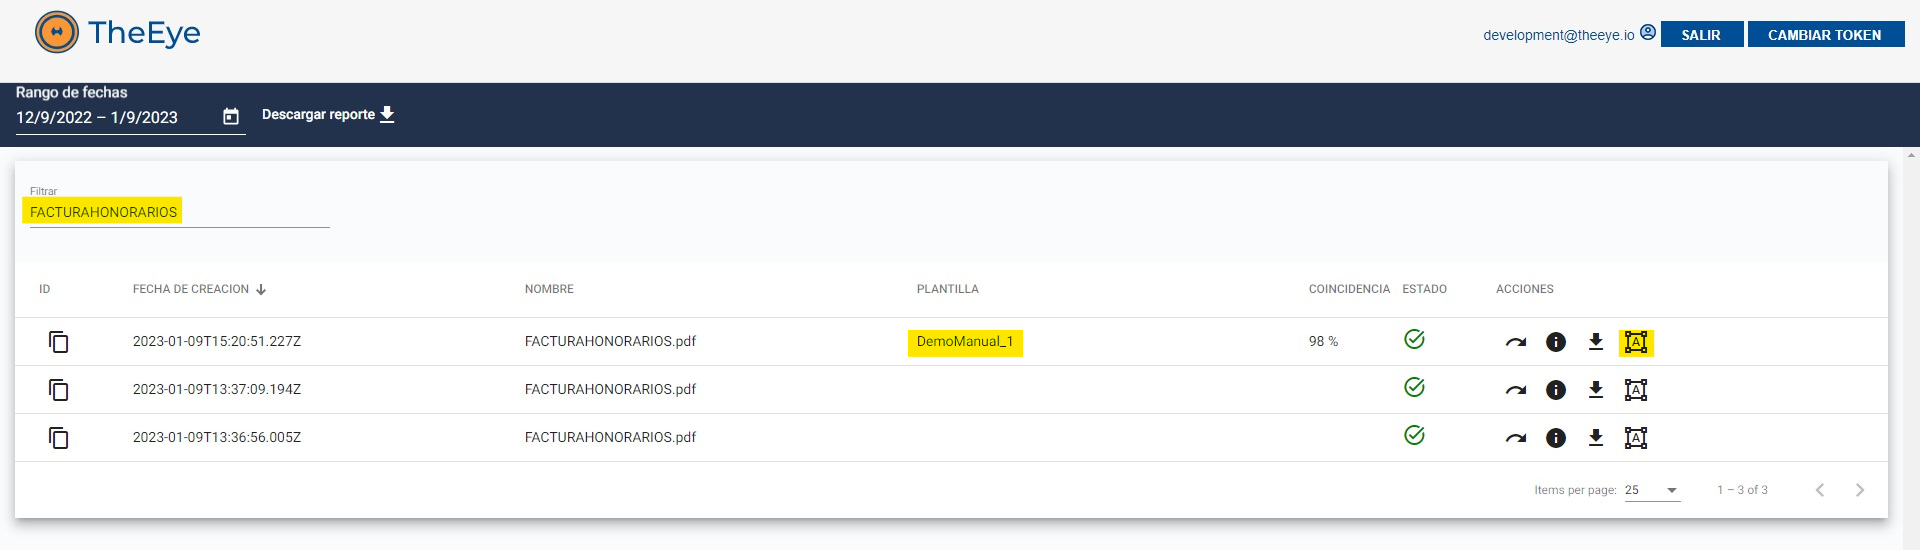 TheEye
development@theeye.io SALIR CAMBIAR TOKEN
Rango de fechas
12/9/2022 – 1/9/2023 Descargar reporte
Filtrar
FACTURAHONORARIOS
ID FECHA DE CREACION NOMBRE PLANTILLA COINCIDENCIA ESTADO ACCIONES
2023-01-09T15:20:51.227Z FACTURAHONORARIOS.pdf DemoManual_1 98 % A
2023-01-09T13:37:09.194Z FACTURAHONORARIOS.pdf A
2023-01-09T13:36:56.005Z FACTURAHONORARIOS.pdf A
Items per page: 25 1 – 3 of 3